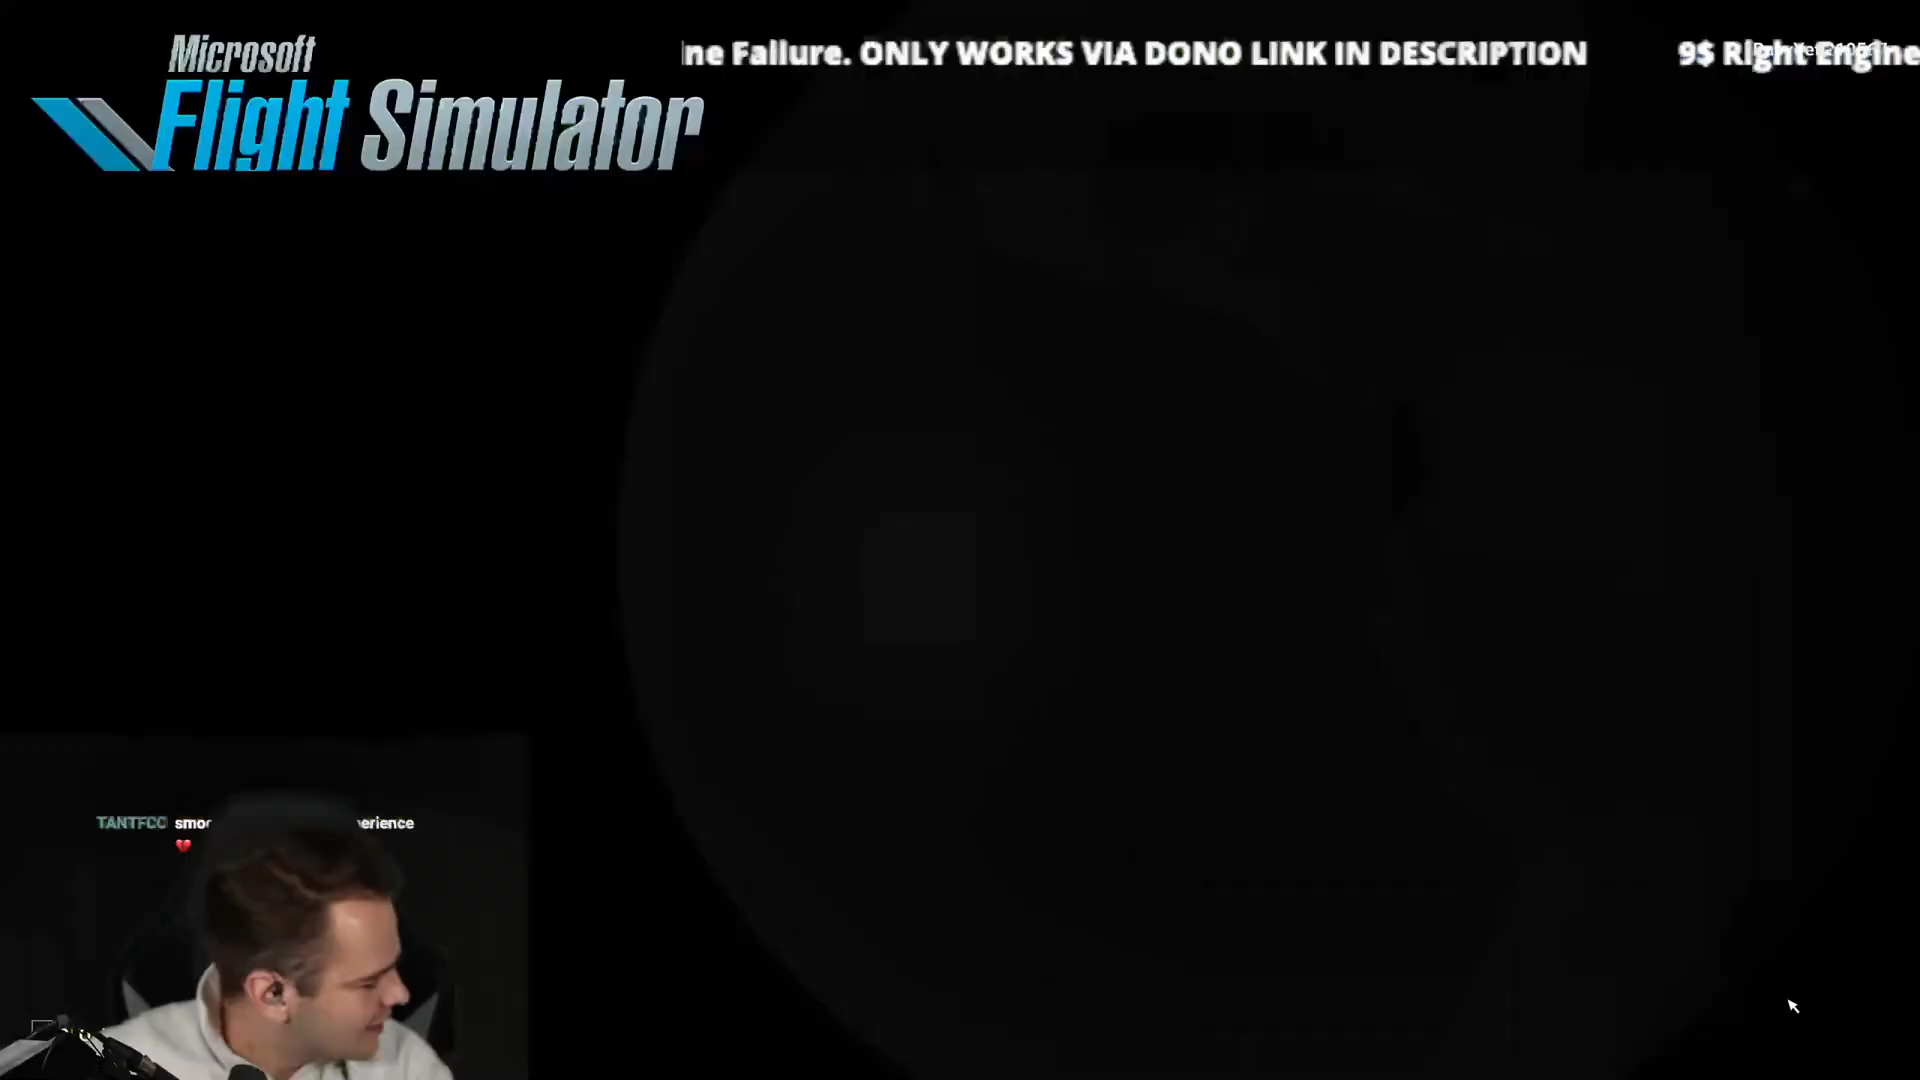 Microsoft
Flight Simulator
ne Failure. ONLY WORKS VIA DONO LINK IN DESCRIPTION 9$ Right Engine
TANTFCC smo erience
💔